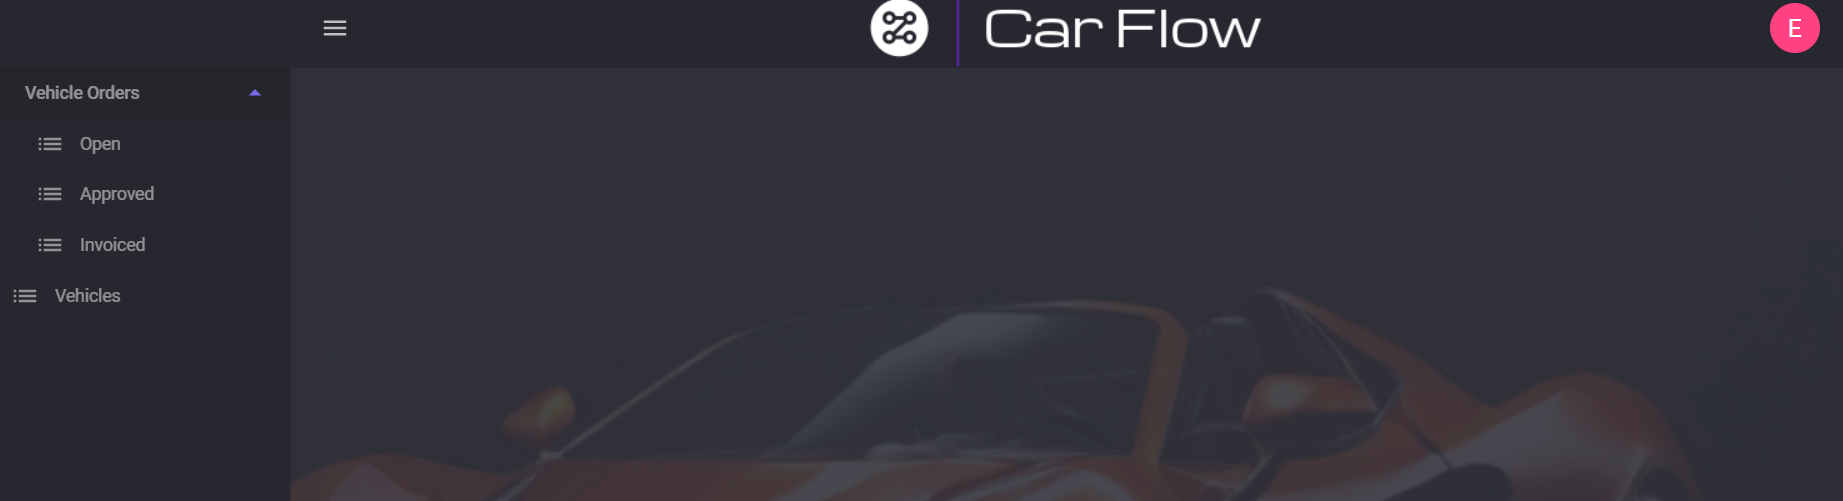 Car Flow
E
Vehicle Orders
Open
Approved
Invoiced
Vehicles